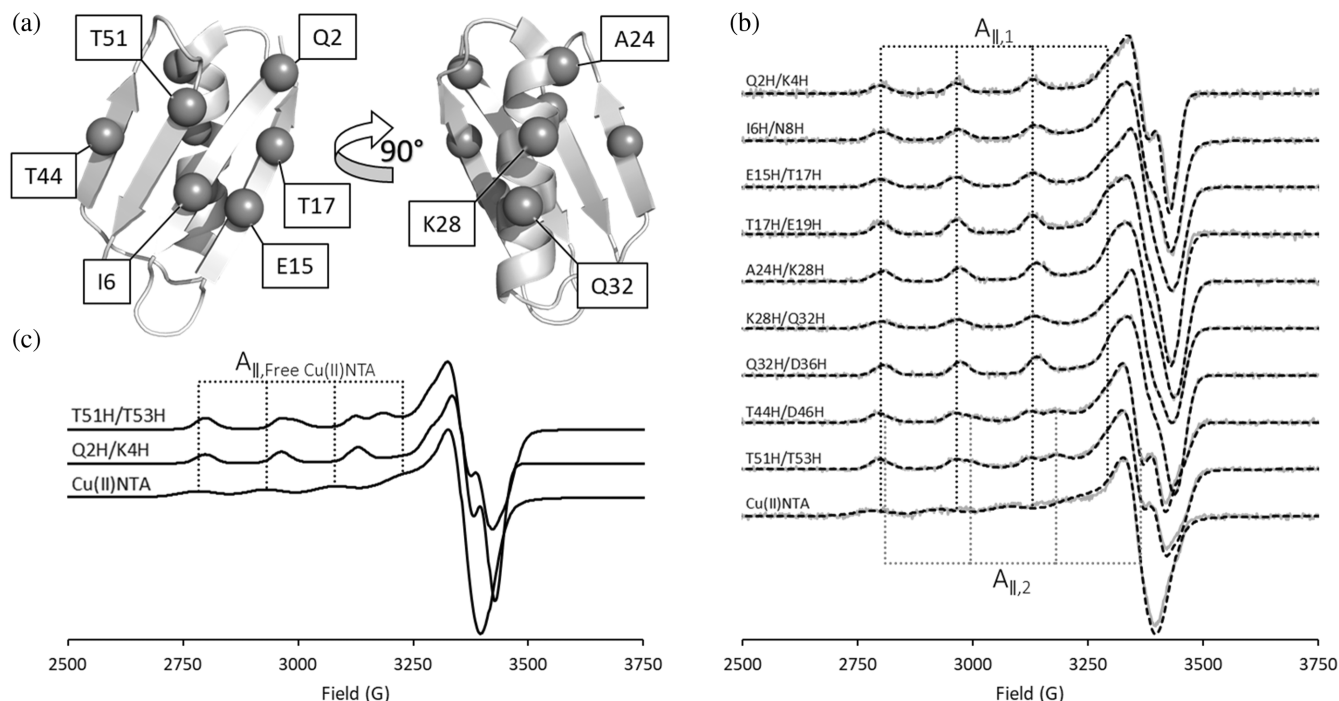 (a)
T51
Q2
A24
T44
90°
T17
K28
I6
E15
Q32
(b)
A||,1
Q2H/K4H
I6H/N8H
E15H/T17H
T17H/E19H
A24H/K28H
K28H/Q32H
Q32H/D36H
T44H/D46H
T51H/T53H
Cu(II)NTA
A||,2
2500 2750 3000 3250 3500 3750
Field (G)
(c)
A||,Free Cu(II)NTA
T51H/T53H
Q2H/K4H
Cu(II)NTA
2500 2750 3000 3250 3500 3750
Field (G)